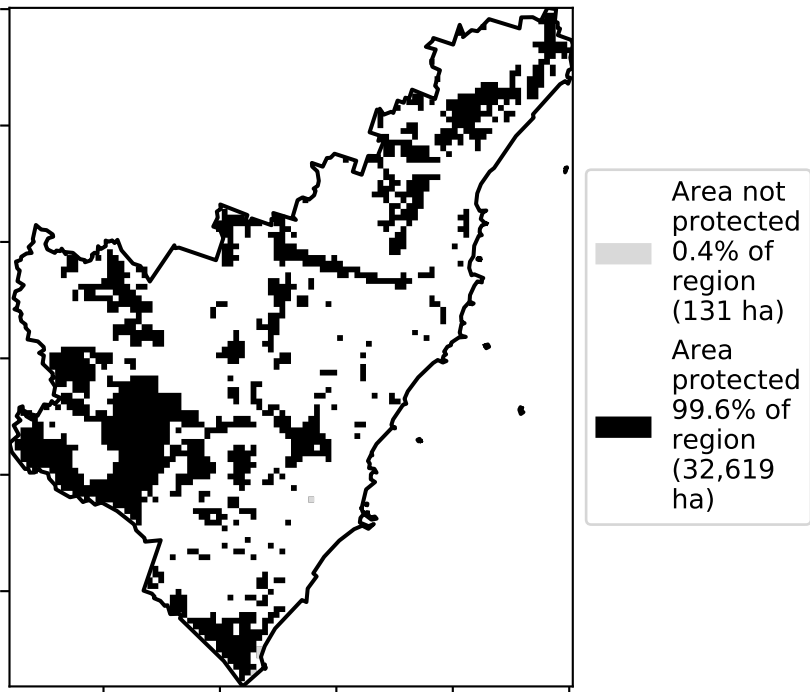 Area not
protected
0.4% of
region
(131 ha)
Area
protected
99.6% of
region
(32,619
ha)